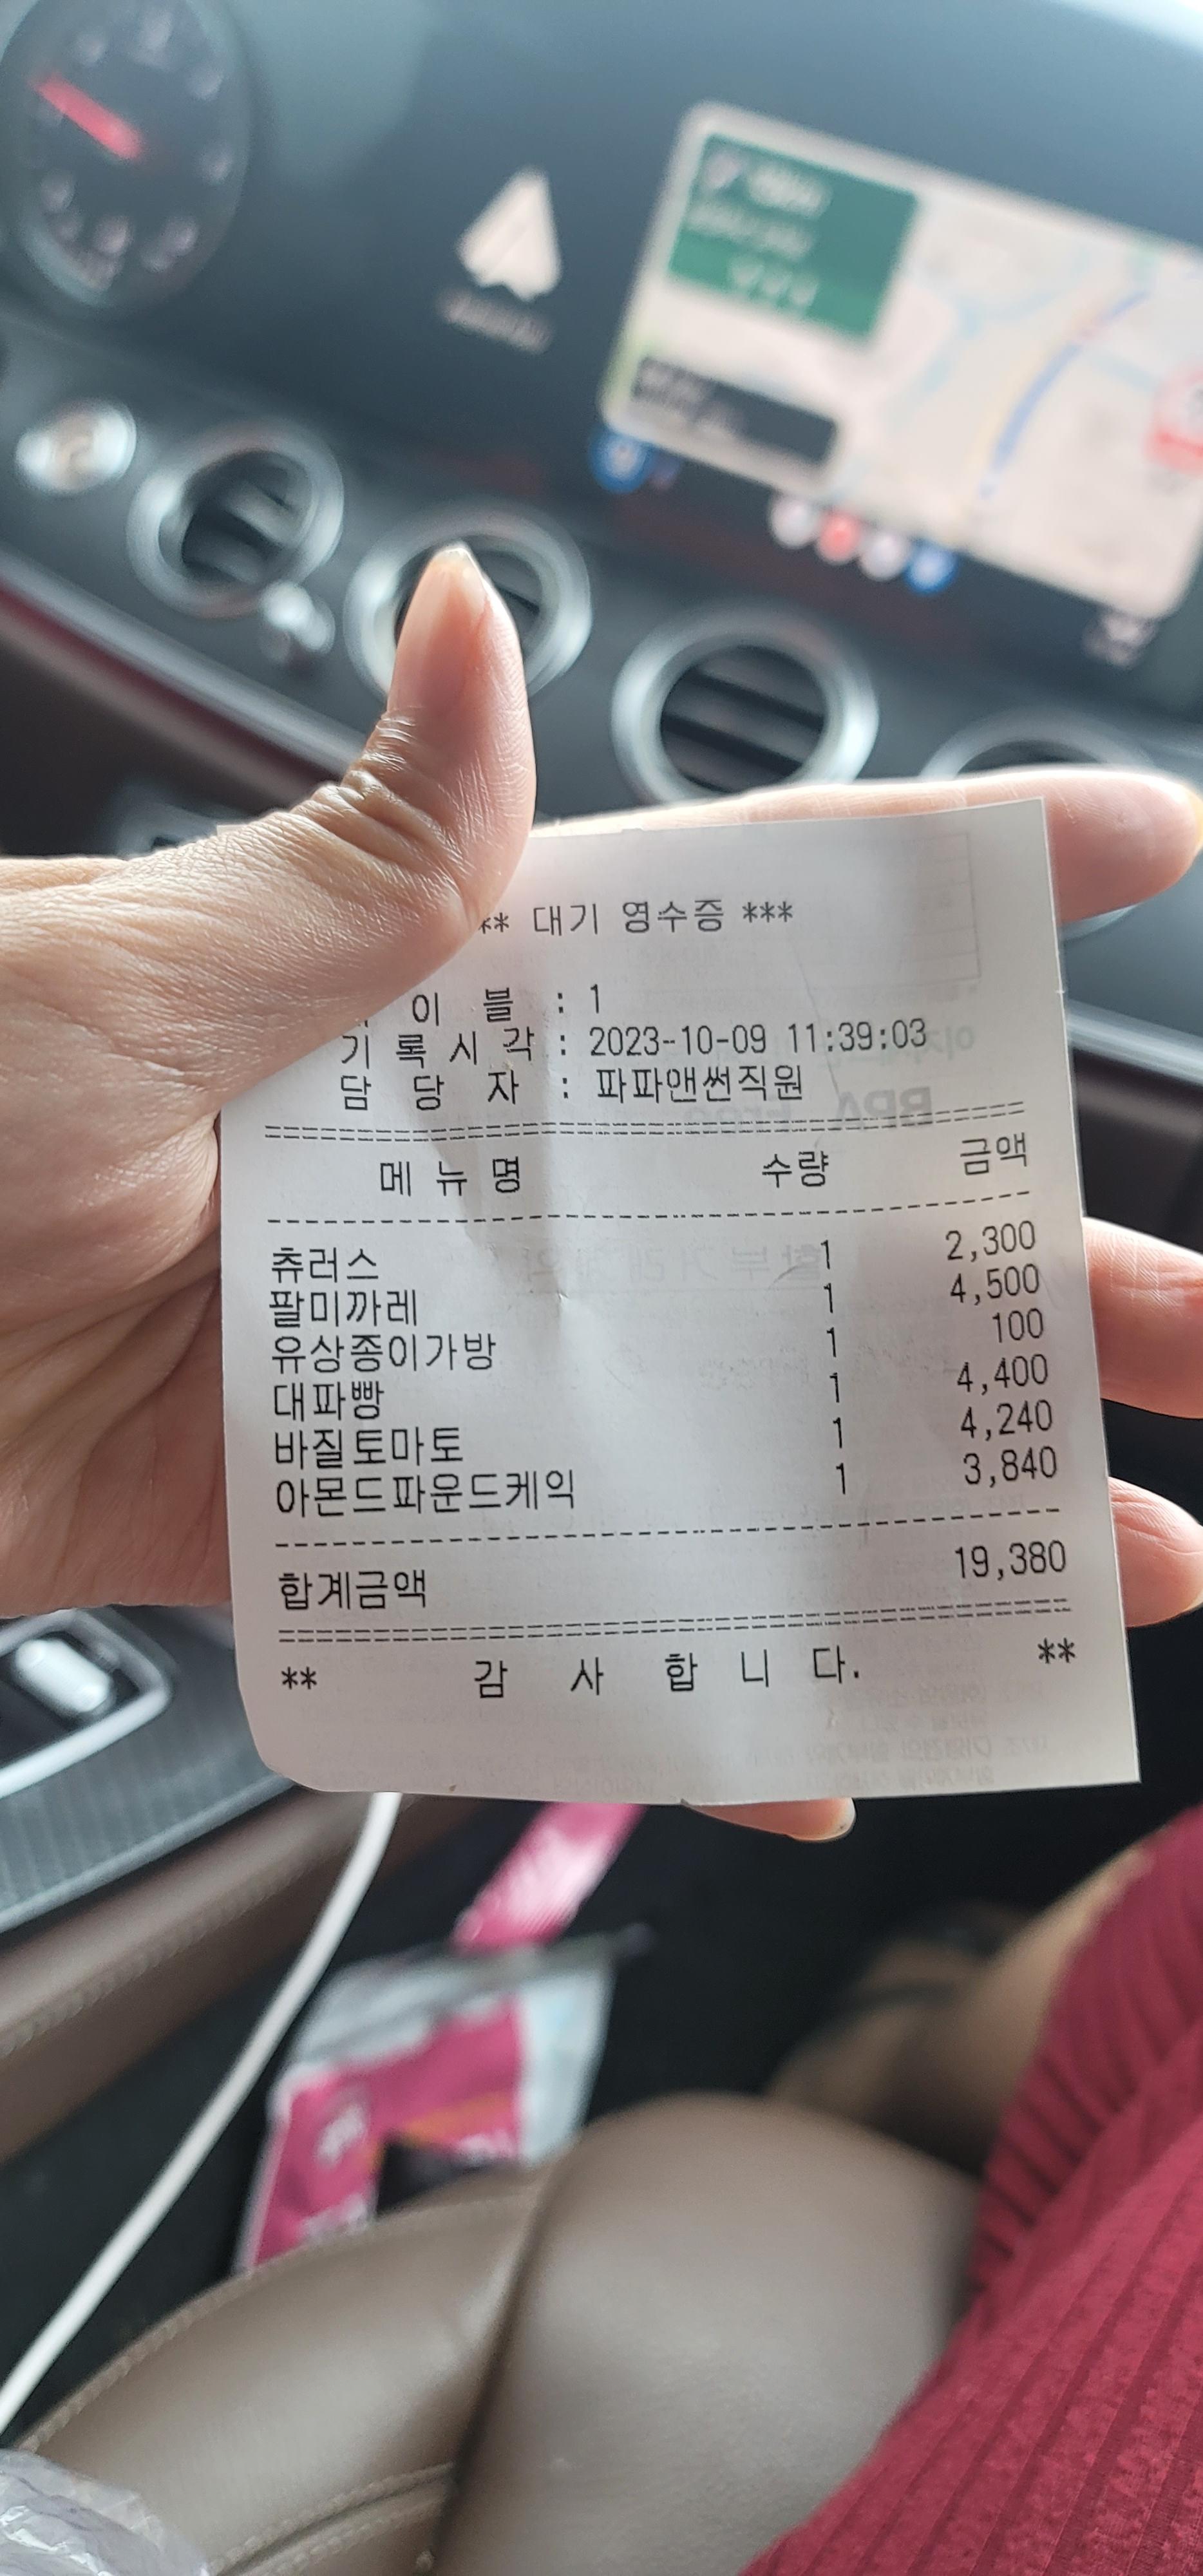 ** 대기 영수증 ***
이 블 : 1
기 록 시 각 : 2023-10-09 11:39:03
담 당 자 : 파파앤썬직원
메 뉴 명 수량 금액
츄러스 1 2,300
팔미까레 1 4,500
유상종이가방 1 100
대파빵 1 4,400
바질토마토 1 4,240
아몬드파운드케익 1 3,840
합계금액 19,380
** 감 사 합 니 다. **